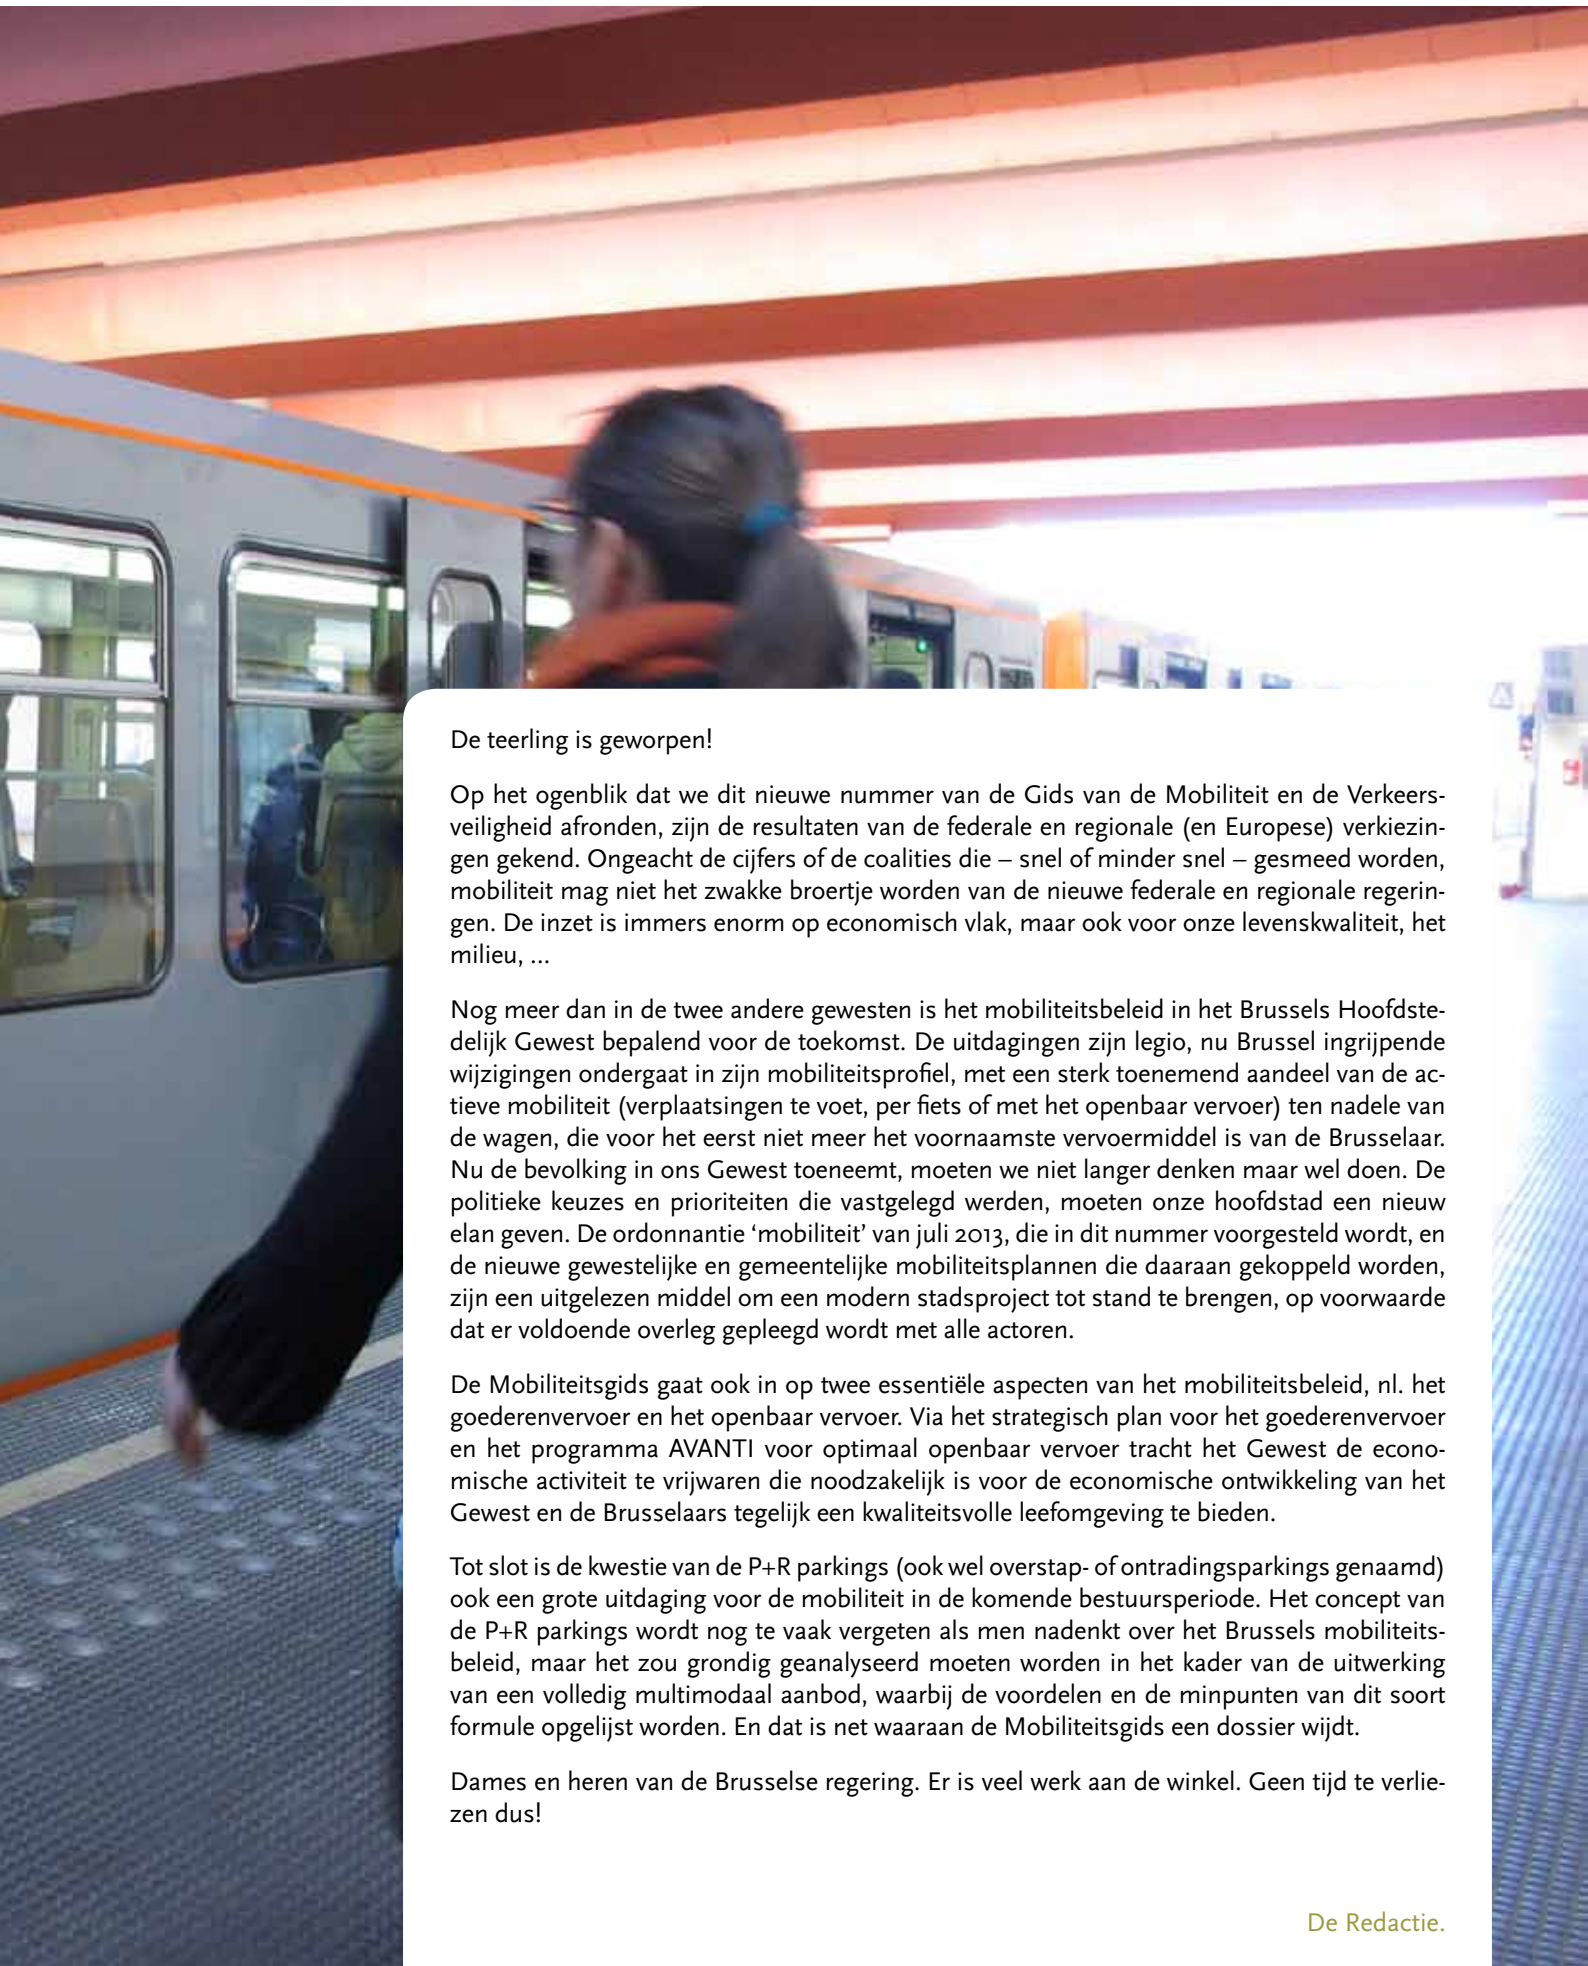 De teerling is geworpen!
Op het ogenblik dat we dit nieuwe nummer van de Gids van de Mobiliteit en de Verkeers-
veiligheid afronden, zijn de resultaten van de federale en regionale (en Europese) verkiezin-
gen gekend. Ongeacht de cijfers of de coalities die – snel of minder snel – gesmeed worden,
mobiliteit mag niet het zwakke broertje worden van de nieuwe federale en regionale regerin-
gen. De inzet is immers enorm op economisch vlak, maar ook voor onze levenskwaliteit, het
milieu, ...
Nog meer dan in de twee andere gewesten is het mobiliteitsbeleid in het Brussels Hoofdste-
delijk Gewest bepalend voor de toekomst. De uitdagingen zijn legio, nu Brussel ingrijpende
wijzigingen ondergaat in zijn mobiliteitsprofiel, met een sterk toenemend aandeel van de ac-
tieve mobiliteit (verplaatsingen te voet, per fiets of met het openbaar vervoer) ten nadele van
de wagen, die voor het eerst niet meer het voornaamste vervoermiddel is van de Brusselaar.
Nu de bevolking in ons Gewest toeneemt, moeten we niet langer denken maar wel doen. De
politieke keuzes en prioriteiten die vastgelegd werden, moeten onze hoofdstad een nieuw
elan geven. De ordonnantie ‘mobiliteit’ van juli 2013, die in dit nummer voorgesteld wordt, en
de nieuwe gewestelijke en gemeentelijke mobiliteitsplannen die daaraan gekoppeld worden,
zijn een uitgelezen middel om een modern stadsproject tot stand te brengen, op voorwaarde
dat er voldoende overleg gepleegd wordt met alle actoren.
De Mobiliteitsgids gaat ook in op twee essentiële aspecten van het mobiliteitsbeleid, nl. het
goederenvervoer en het openbaar vervoer. Via het strategisch plan voor het goederenvervoer
en het programma AVANTI voor optimaal openbaar vervoer tracht het Gewest de econo-
mische activiteit te vrijwaren die noodzakelijk is voor de economische ontwikkeling van het
Gewest en de Brusselaars tegelijk een kwaliteitsvolle leefomgeving te bieden.
Tot slot is de kwestie van de P+R parkings (ook wel overstap- of ontradingsparkings genaamd)
ook een grote uitdaging voor de mobiliteit in de komende bestuursperiode. Het concept van
de P+R parkings wordt nog te vaak vergeten als men nadenkt over het Brussels mobiliteits-
beleid, maar het zou grondig geanalyseerd moeten worden in het kader van de uitwerking
van een volledig multimodaal aanbod, waarbij de voordelen en de minpunten van dit soort
formule opgelijst worden. En dat is net waaraan de Mobiliteitsgids een dossier wijdt.
Dames en heren van de Brusselse regering. Er is veel werk aan de winkel. Geen tijd te verlie-
zen dus!
De Redactie.